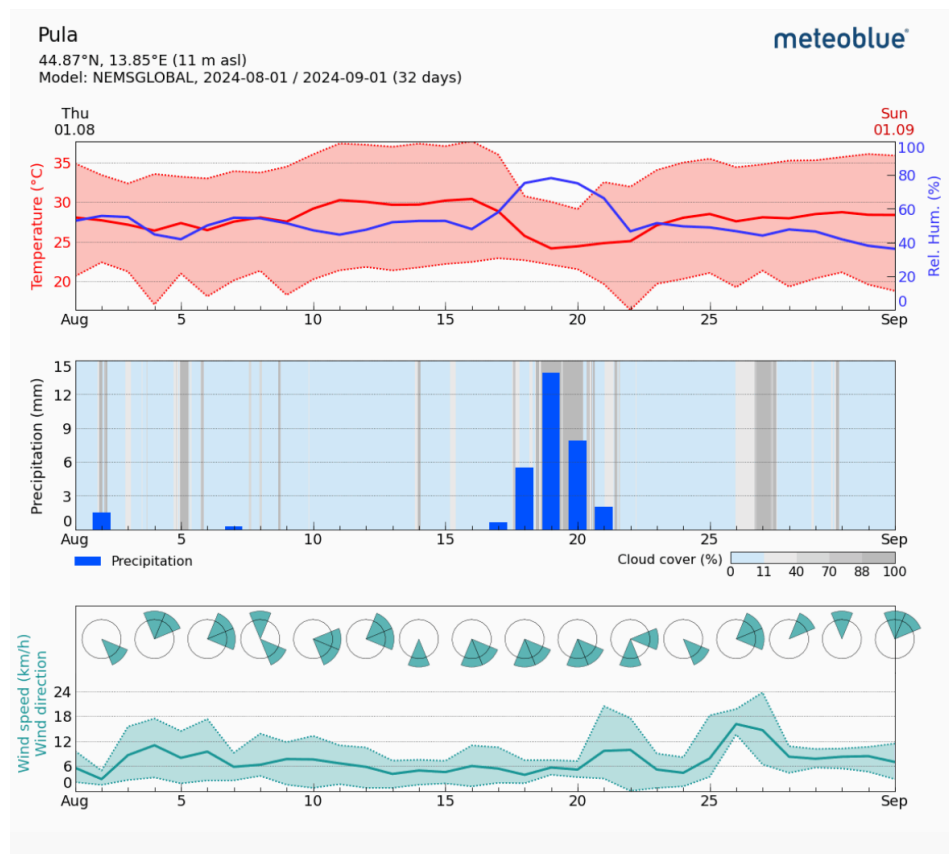 Pula
meteoblue
44.87°N, 13.85°E (11 m asl)
Model: NEMSGLOBAL, 2024-08-01 / 2024-09-01 (32 days)
Thu
01.08
Sun
01.09
Temperature (°C)
35
30
25
20
100
80
60
40
20
0
Rel. Hum. (%)
Aug 5 10 15 20 25 Sep
Precipitation (mm)
15
12
9
6
3
0
Aug 5 10 15 20 25 Sep
Precipitation
Cloud cover (%)
0 11 40 70 88 100
Wind speed (km/h)
Wind direction
24
18
12
6
0
Aug 5 10 15 20 25 Sep